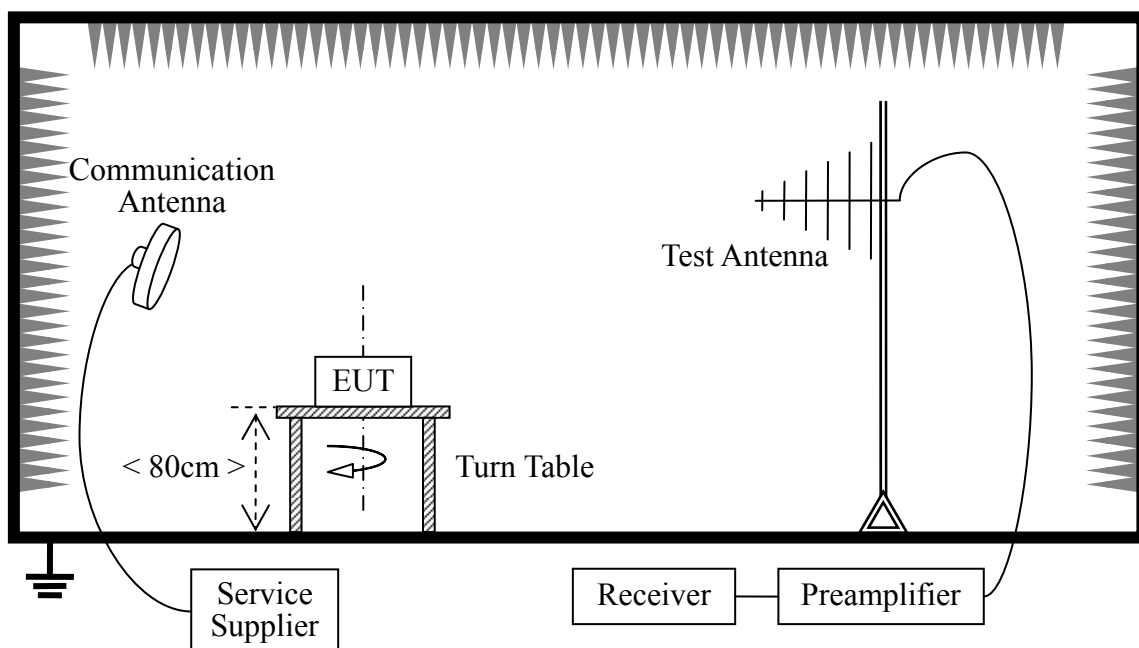 Communication
Antenna
Test Antenna
EUT
< 80cm >
Turn Table
Service
Supplier
Receiver
Preamplifier